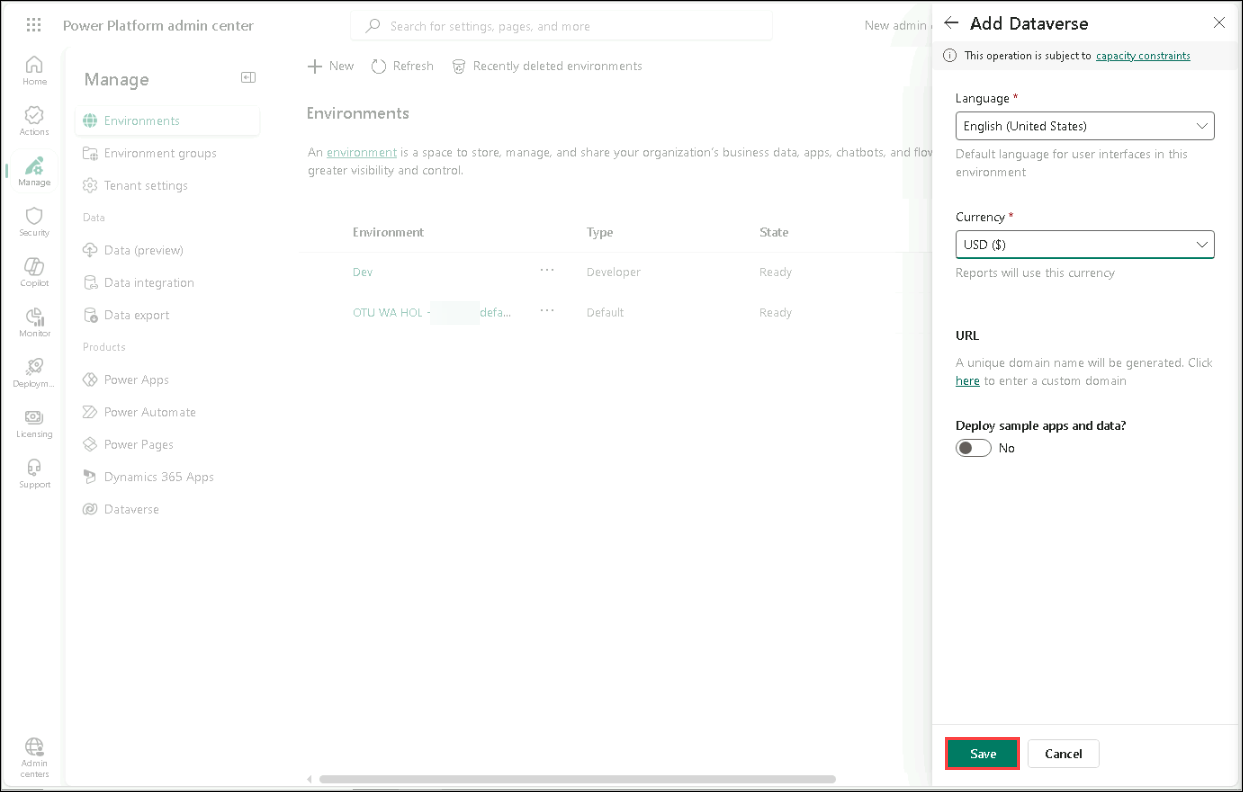 Power Platform admin center
Search for settings, pages, and more
New admin
Home
Actions
Manage
Security
Copilot
Monitor
Deploym...
Licensing
Support
Admin
centers
Manage
Environments
Environment groups
Tenant settings
Data
Data (preview)
Data integration
Data export
Products
Power Apps
Power Automate
Power Pages
Dynamics 365 Apps
Dataverse
New Refresh Recently deleted environments
Environments
An environment is a space to store, manage, and share your organization's business data, apps, chatbots, and flow
greater visibility and control.
Environment Type State
Dev ... Developer Ready
OTU WA HOL - defa... ... Default Ready
Add Dataverse
This operation is subject to capacity constraints
Language *
English (United States)
Default language for user interfaces in this
environment
Currency *
USD ($)
Reports will use this currency
URL
A unique domain name will be generated. Click
here to enter a custom domain
Deploy sample apps and data?
No
Save Cancel